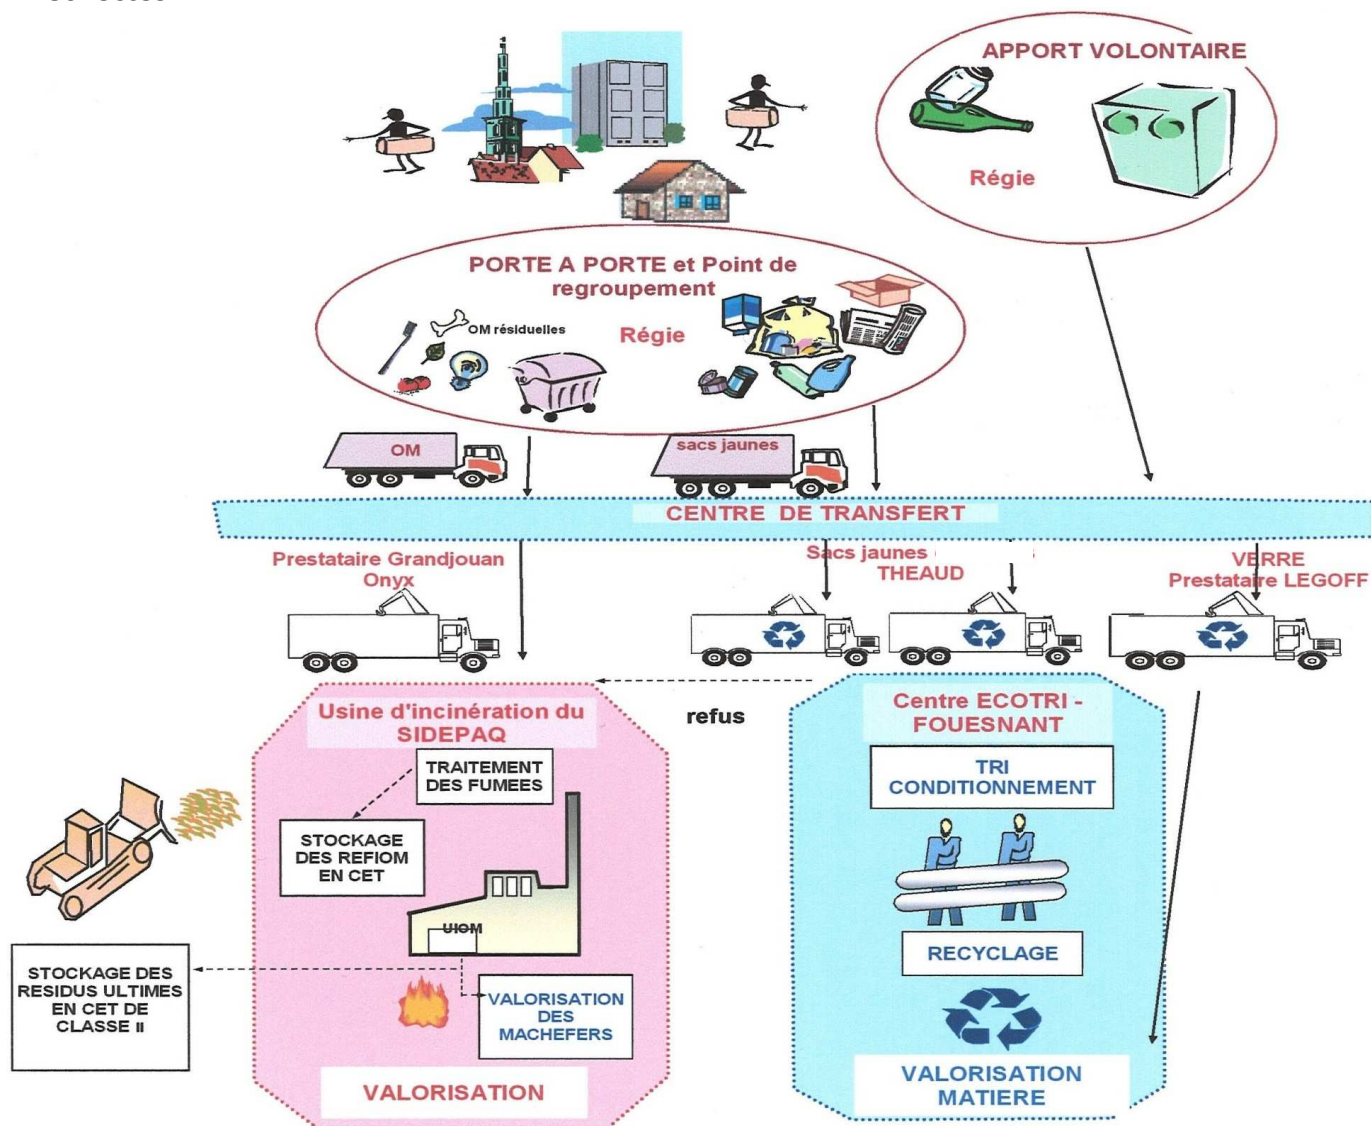 APPORT VOLONTAIRE
Régie
PORTE A PORTE et Point de
regroupement
OM résiduelles
Régie
OM
sacs jaunes
CENTRE DE TRANSFERT
Prestataire Grandjouan
Onyx
Sacs jaunes
THEAUD
VERRE
Prestataire LEGOFF
Usine d'incinération du
SIDEPAQ
refus
Centre ECOTRI -
FOUESNANT
TRAITEMENT
DES FUMEES
TRI
CONDITIONNEMENT
STOCKAGE
DES REFIOM
EN CET
UIOM
RECYCLAGE
STOCKAGE DES
RESIDUS ULTIMES
EN CET DE
CLASSE II
VALORISATION
DES
MACHEFERS
VALORISATION
VALORISATION
MATIERE